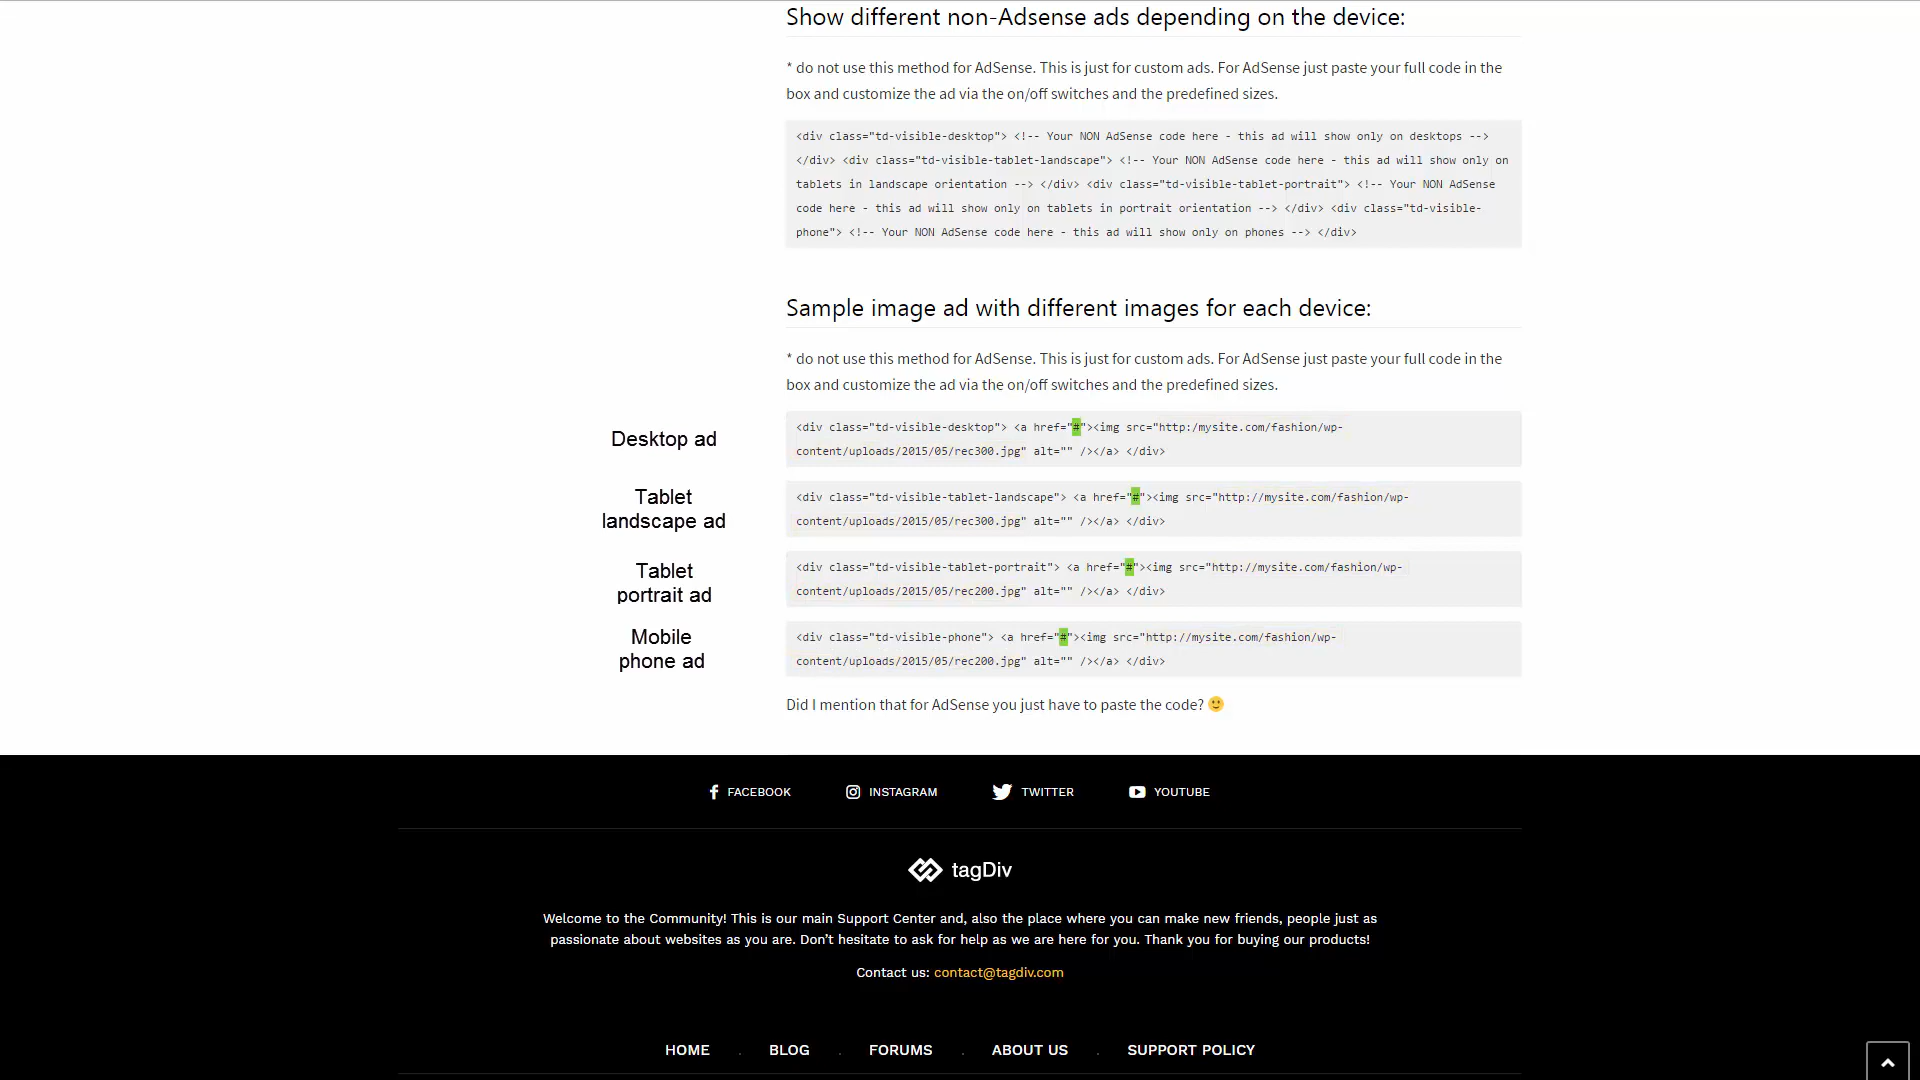 Show different non-Adsense ads depending on the device:
* do not use this method for AdSense. This is just for custom ads. For AdSense just paste your full code in the
box and customize the ad via the on/off switches and the predefined sizes.
<div class="td-visible-desktop"> <!-- Your NON AdSense code here - this ad will show only on desktops -->
</div> <div class="td-visible-tablet-landscape"> <!-- Your NON AdSense code here - this ad will show only on
tablets in landscape orientation --> </div> <div class="td-visible-tablet-portrait"> <!-- Your NON AdSense
code here - this ad will show only on tablets in portrait orientation --> </div> <div class="td-visible-
phone"> <!-- Your NON AdSense code here - this ad will show only on phones --> </div>
Sample image ad with different images for each device:
* do not use this method for AdSense. This is just for custom ads. For AdSense just paste your full code in the
box and customize the ad via the on/off switches and the predefined sizes.
Desktop ad
<div class="td-visible-desktop"> <a href="#"><img src="http:/mysite.com/fashion/wp-
content/uploads/2015/05/rec300.jpg" alt="" /></a> </div>
Tablet
landscape ad
<div class="td-visible-tablet-landscape"> <a href="#"><img src="http://mysite.com/fashion/wp-
content/uploads/2015/05/rec300.jpg" alt="" /></a> </div>
Tablet
portrait ad
<div class="td-visible-tablet-portrait"> <a href="#"><img src="http://mysite.com/fashion/wp-
content/uploads/2015/05/rec200.jpg" alt="" /></a> </div>
Mobile
phone ad
<div class="td-visible-phone"> <a href="#"><img src="http://mysite.com/fashion/wp-
content/uploads/2015/05/rec200.jpg" alt="" /></a> </div>
Did I mention that for AdSense you just have to paste the code? 🙂
FACEBOOK INSTAGRAM TWITTER YOUTUBE
tagDiv
Welcome to the Community! This is our main Support Center and, also the place where you can make new friends, people just as
passionate about websites as you are. Don't hesitate to ask for help as we are here for you. Thank you for buying our products!
Contact us: contact@tagdiv.com
HOME . BLOG . FORUMS . ABOUT US . SUPPORT POLICY